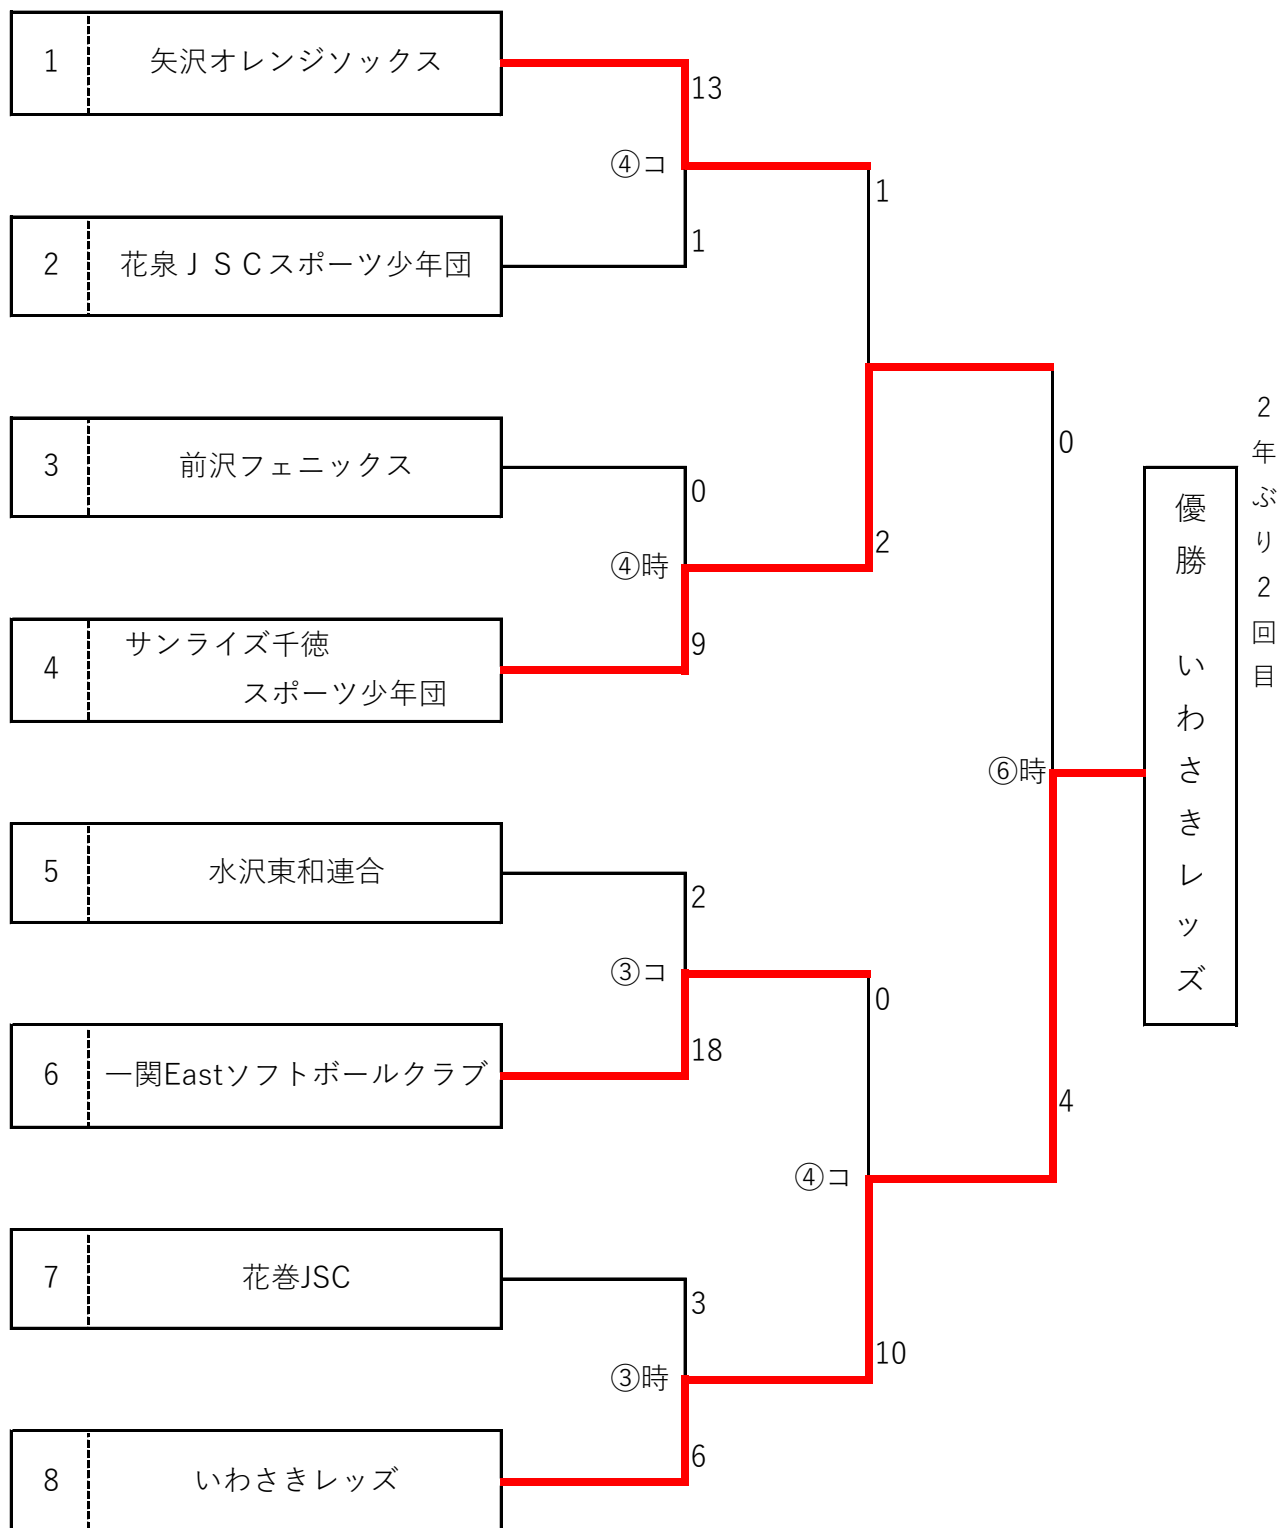 1 矢沢オレンジソックス
13
④コ
1
1
2 花泉ＪＳＣスポーツ少年団
3 前沢フェニックス
0
④時
2
4 サンライズ千徳
スポーツ少年団
9
0
⑥時
4
5 水沢東和連合
2
③コ
0
6 一関Eastソフトボールクラブ
18
④コ
10
7 花巻JSC
3
③時
8 いわさきレッズ
6
優勝 いわさきレッズ
2年ぶり2回目